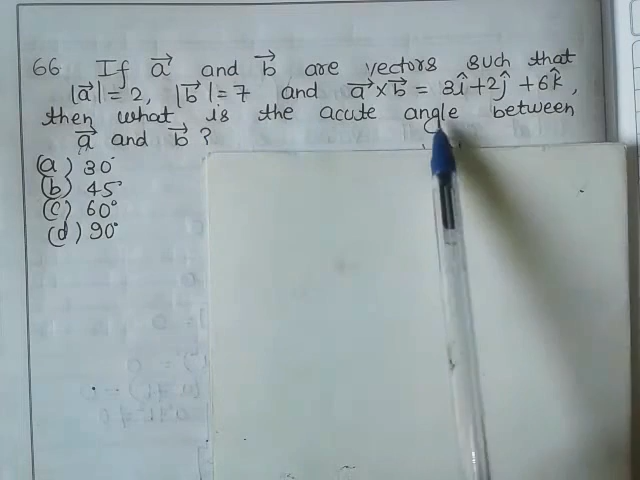 66 If a⃗ and b⃗ are vectors such that
|a⃗|=2, |b⃗|=7 and a⃗×b⃗ = 3î+2ĵ+6k̂,
then what is the acute angle between
a⃗ and b⃗ ?
(a) 30°
(b) 45°
(c) 60°
(d) 90°